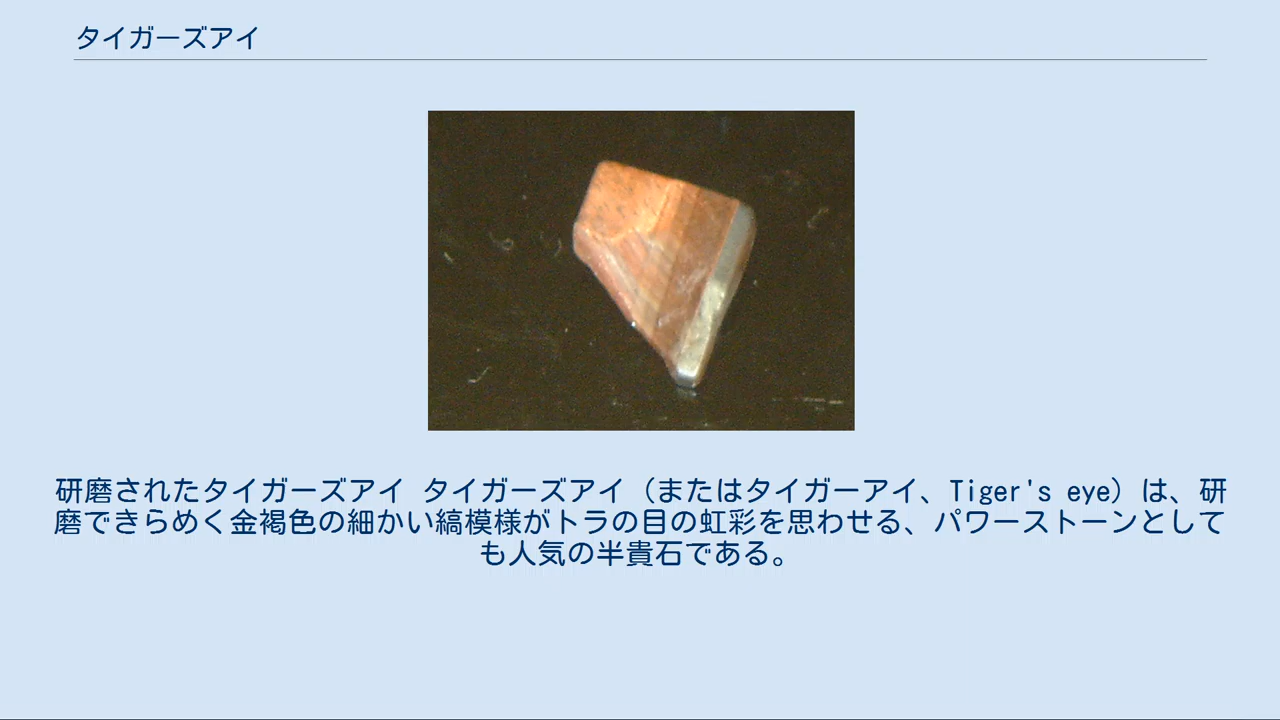 タイガーズアイ
研磨されたタイガーズアイ タイガーズアイ（またはタイガーアイ、Tiger's eye）は、研
磨できらめく金褐色の細かい縞模様がトラの目の虹彩を思わせる、パワーストーンとして
も人気の半貴石である。